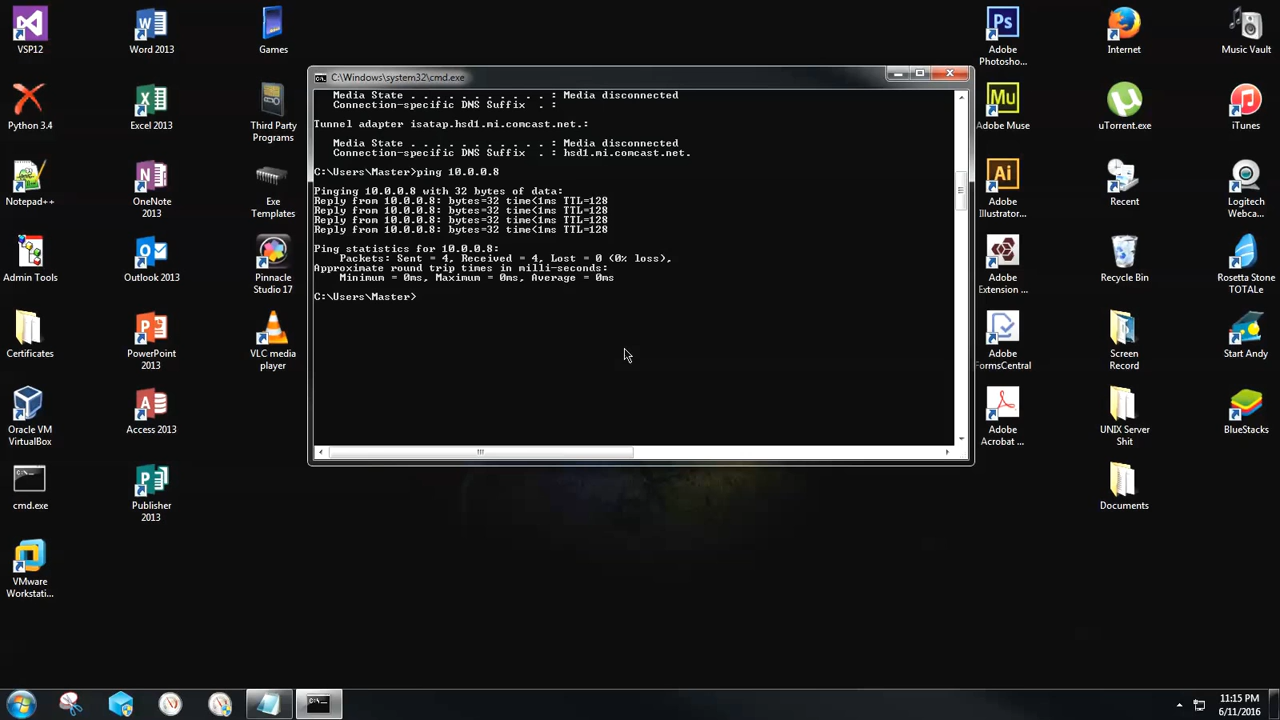 VSP12
Word 2013
Games
Python 3.4
Excel 2013
Third Party
Programs
Notepad++
OneNote
2013
Exe
Templates
Admin Tools
Outlook 2013
Pinnacle
Studio 17
Certificates
PowerPoint
2013
VLC media
player
Oracle VM
VirtualBox
Access 2013
cmd.exe
Publisher
2013
VMware
Workstati...
C:\Windows\system32\cmd.exe
Media State . . . . . . . . . . . : Media disconnected
Connection-specific DNS Suffix  . :
Tunnel adapter isatap.hsd1.mi.comcast.net.:
Media State . . . . . . . . . . . : Media disconnected
Connection-specific DNS Suffix  . : hsd1.mi.comcast.net.
C:\Users\Master>ping 10.0.0.8
Pinging 10.0.0.8 with 32 bytes of data:
Reply from 10.0.0.8: bytes=32 time<1ms TTL=128
Reply from 10.0.0.8: bytes=32 time<1ms TTL=128
Reply from 10.0.0.8: bytes=32 time<1ms TTL=128
Reply from 10.0.0.8: bytes=32 time<1ms TTL=128
Ping statistics for 10.0.0.8:
Packets: Sent = 4, Received = 4, Lost = 0 (0% loss),
Approximate round trip times in milli-seconds:
Minimum = 0ms, Maximum = 0ms, Average = 0ms
C:\Users\Master>
Ps
Adobe
Photosho...
Internet
Music Vault
Mu
Adobe Muse
uTorrent.exe
iTunes
Ai
Adobe
Illustrator...
Recent
Logitech
Webca...
Adobe
Extension ...
Recycle Bin
Rosetta Stone
TOTALe
Adobe
FormsCentral
Screen
Record
Start Andy
Adobe
Acrobat ...
UNIX Server
Shit
BlueStacks
Documents
11:15 PM
6/11/2016